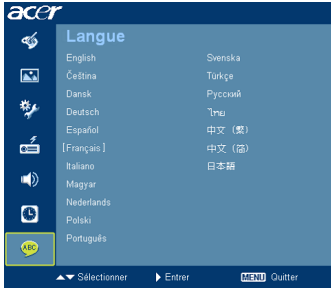 acer
Langue
English
Čeština
Dansk
Deutsch
Español
[Français]
Italiano
Magyar
Nederlands
Polski
Português
Svenska
Türkçe
Русский
ไทย
中文 (繁)
中文 (简)
日本語
ABC
▲▼ Sélectionner ▶ Entrer MENU Quitter